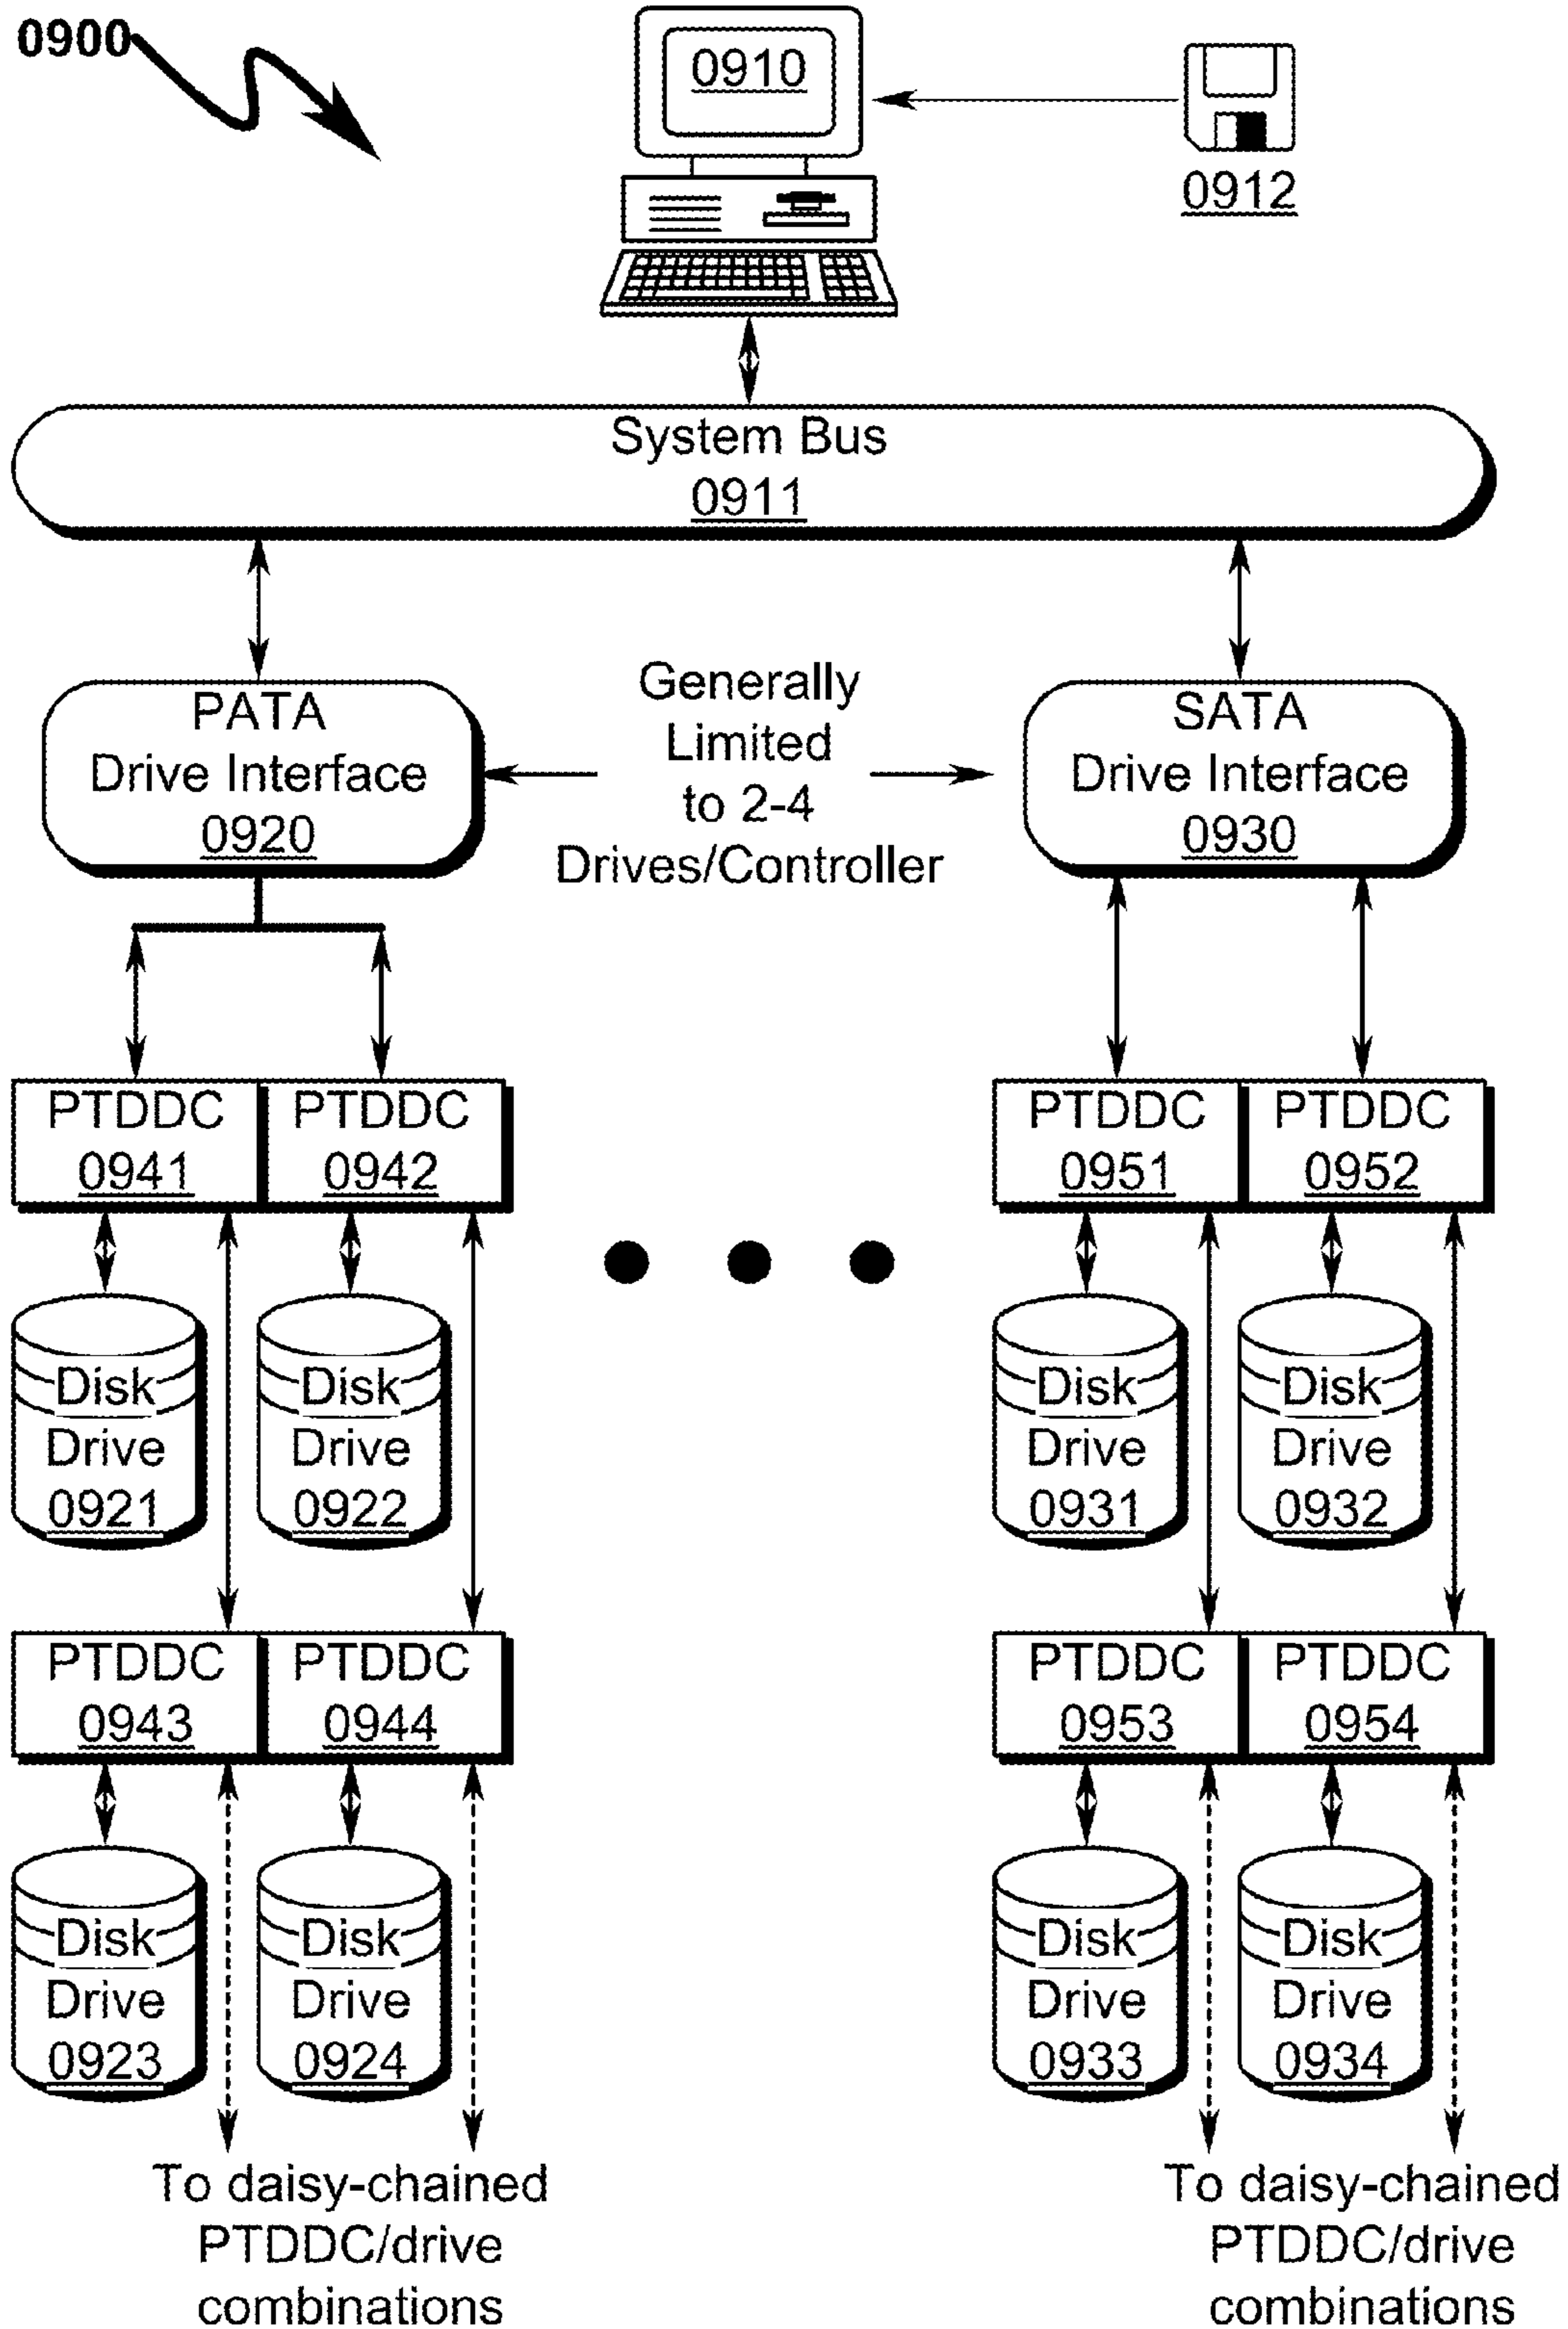 0900
0910
0912
System Bus
0911
PATA
Drive Interface
0920
Generally
Limited
to 2-4
Drives/Controller
SATA
Drive Interface
0930
PTDDC
0941
PTDDC
0942
PTDDC
0951
PTDDC
0952
Disk
Drive
0921
Disk
Drive
0922
Disk
Drive
0931
Disk
Drive
0932
PTDDC
0943
PTDDC
0944
PTDDC
0953
PTDDC
0954
Disk
Drive
0923
Disk
Drive
0924
Disk
Drive
0933
Disk
Drive
0934
To daisy-chained
PTDDC/drive
combinations
To daisy-chained
PTDDC/drive
combinations